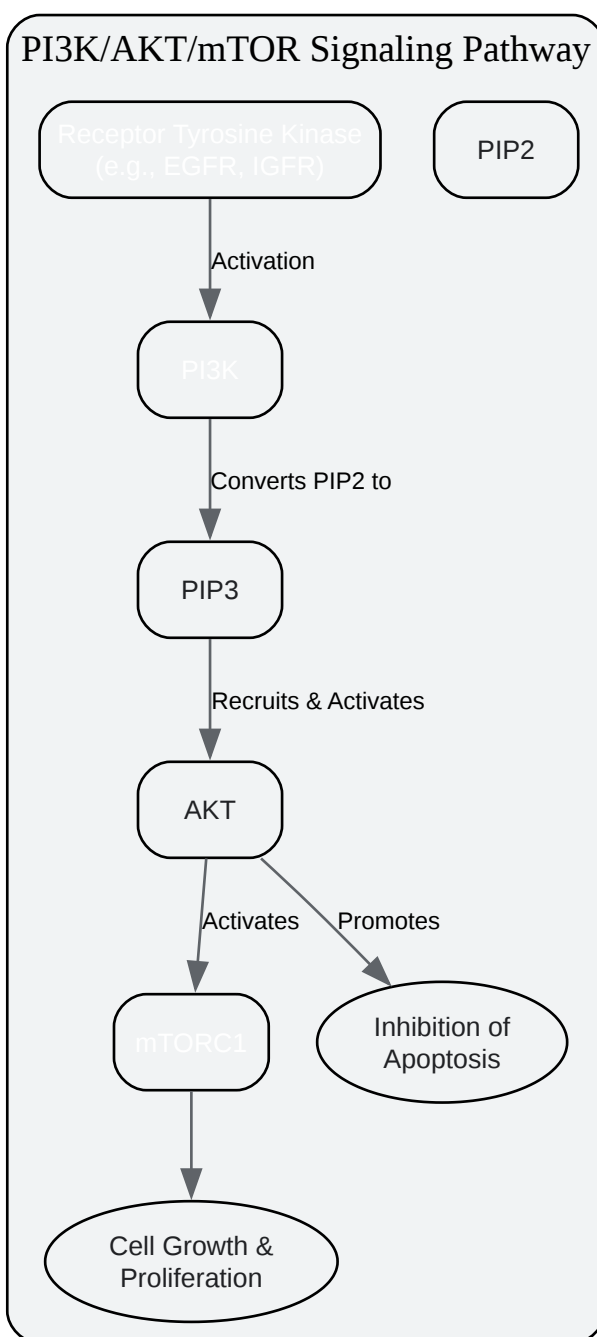 PI3K/AKT/mTOR Signaling Pathway
Receptor Tyrosine Kinase
(e.g., EGFR, IGFR)
PIP2
Activation
PI3K
Converts PIP2 to
PIP3
Recruits & Activates
AKT
Activates
Promotes
mTORC1
Inhibition of
Apoptosis
Cell Growth &
Proliferation